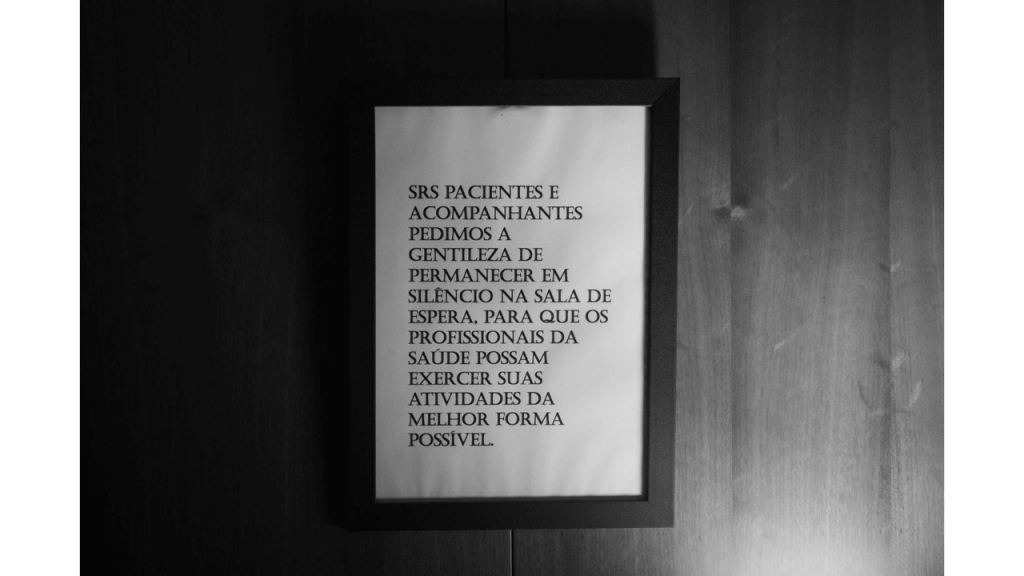 SRS PACIENTES E
ACOMPANHANTES
PEDIMOS A
GENTILEZA DE
PERMANECER EM
SILÊNCIO NA SALA DE
ESPERA, PARA QUE OS
PROFISSIONAIS DA
SAÚDE POSSAM
EXERCER SUAS
ATIVIDADES DA
MELHOR FORMA
POSSÍVEL.